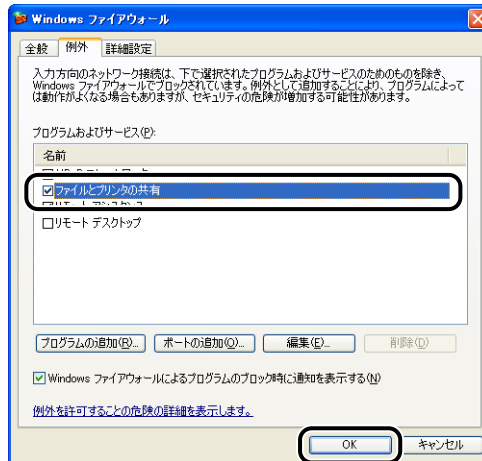 Windows ファイアウォール
全般
例外
詳細設定
入力方向のネットワーク接続は、下で選択されたプログラムおよびサービスのためのものを除き、
Windows ファイアウォールでブロックされています。例外として追加することにより、プログラムによって
は動作がよくなる場合もありますが、セキュリティの危険が増加する可能性があります。
プログラムおよびサービス(P):
名前
ファイルとプリンタの共有
リモート アシスタンス
リモート デスクトップ
プログラムの追加(R)...
ポートの追加(O)...
編集(E)...
削除(D)
Windows ファイアウォールによるプログラムのブロック時に通知を表示する(N)
例外を許可することの危険の詳細を表示します。
OK
キャンセル